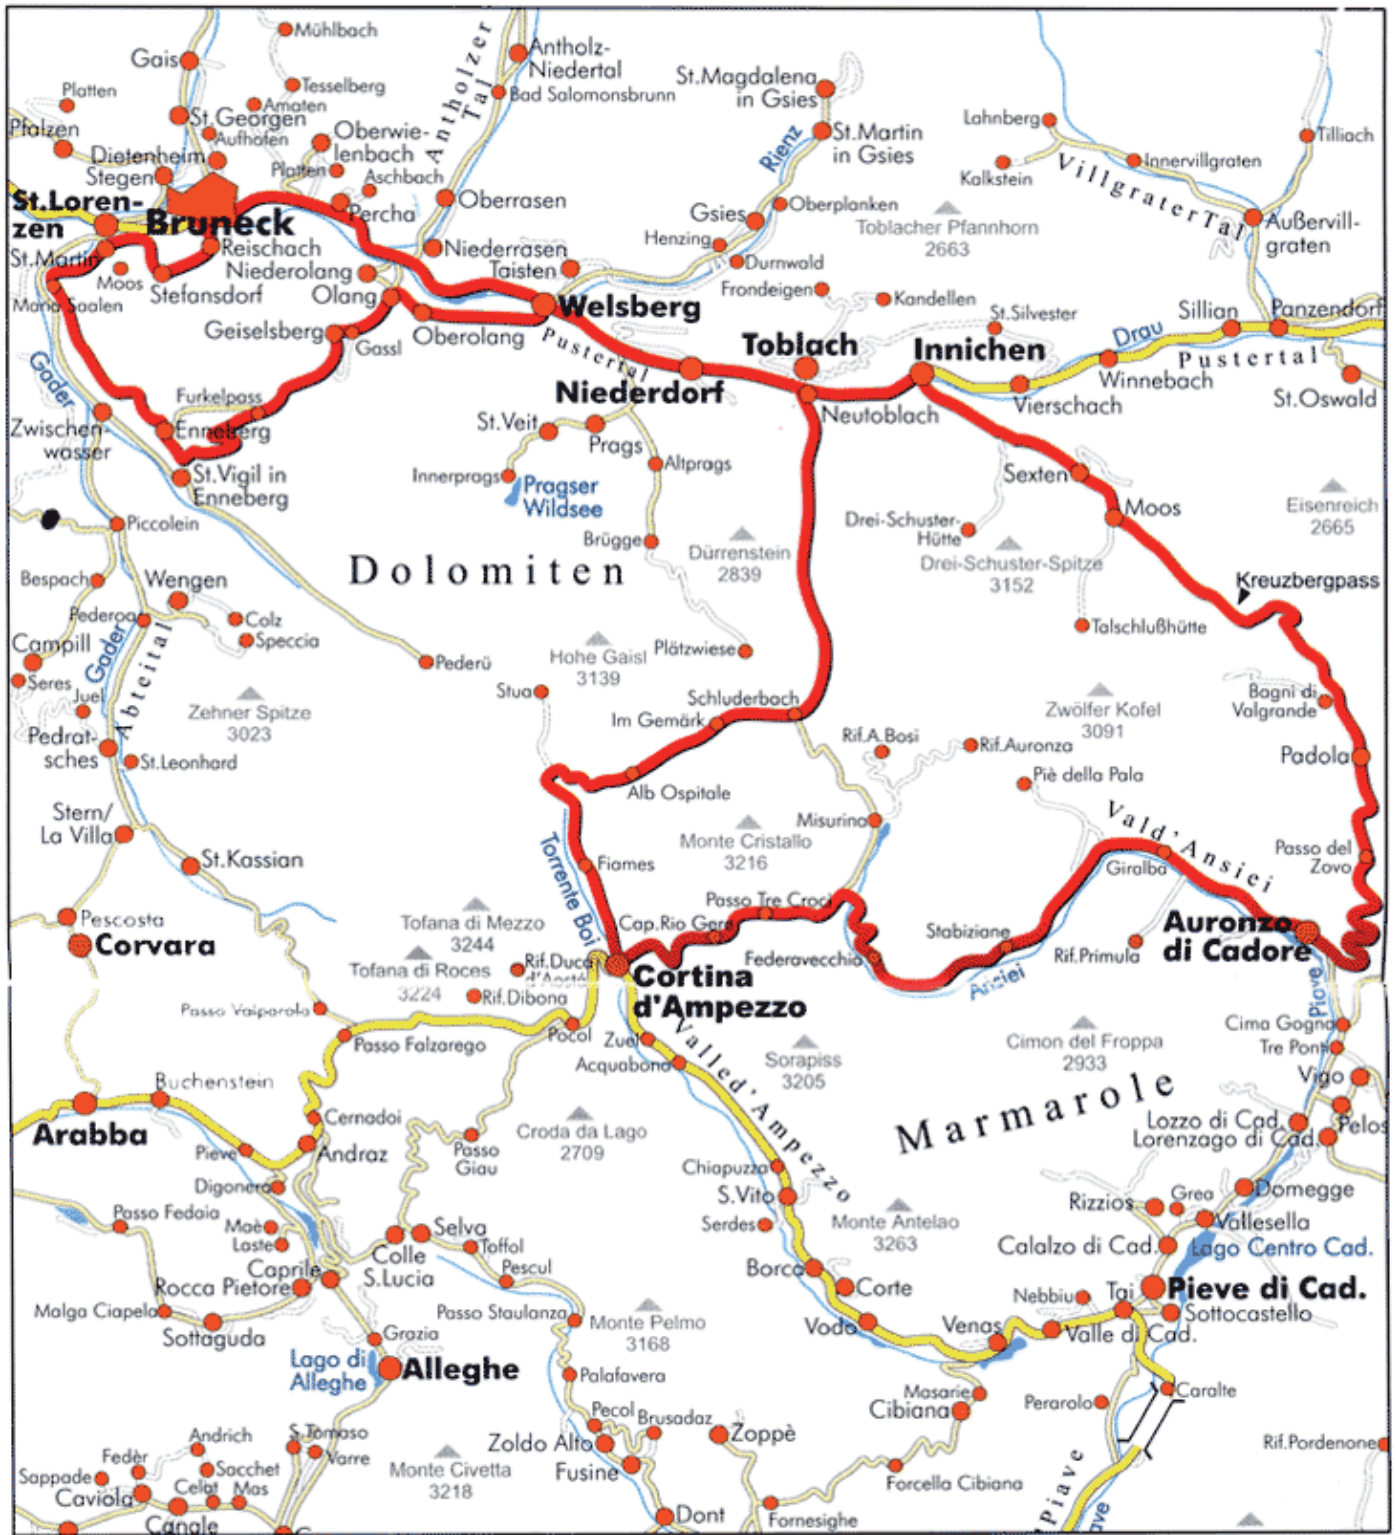 Mühlbach
Gais
Antholz-
Niedertal
Antholzer
Tal
St.Magdalena
in Gsies
Platten
Tesselberg
Bad Salomonsbrunn
Amaten
St.Georgen
Aufhofen
Pfalzen
Oberwie-
lenbach
Rienz
St.Martin
in Gsies
Lahnberg
Tilliach
Dietenheim
Stegen
Platten
Aschbach
Kalkstein
Innervillgraten
Villgrater Tal
St.Loren-
zen
Bruneck
Percha
Oberrasen
Gsies
Oberplanken
Toblacher Pfannhorn
2663
Außervill-
graten
St.Martin
Reischach
Niederrasen
Henzing
Moos
Niederolang
Taisten
Durnwald
Maria Saalen
Stefansdorf
Olang
Welsberg
Frondeigen
Kandellen
Sillian
Panzendorf
Geiselsberg
Gassl
Oberolang
Pustertal
Toblach
St.Silvester
Innichen
Drau
Pustertal
Gader
Niederdorf
Winnebach
Furkelpass
Neutoblach
Vierschach
St.Oswald
Zwischen-
wasser
Enneberg
St.Veit
Prags
St.Vigil in
Enneberg
Innerprags
Altprags
Pragser
Wildsee
Sexten
Moos
Eisenreich
2665
Piccolein
Brügge
Drei-Schuster-
Hütte
Dolomiten
Dürrenstein
2839
Drei-Schuster-Spitze
3152
Kreuzbergpass
Bespach
Wengen
Pederoa
Colz
Speccia
Talschlußhütte
Campill
Gader
Abteital
Pederü
Hohe Gaisl
3139
Plätzwiese
Seres
Juel
Stua
Schluderbach
Bagni di
Valgrande
Zehner Spitze
3023
Im Gemärk
Zwölfer Kofel
3091
Pedrat-
sches
St.Leonhard
Rif.A.Bosi
Rif.Auronza
Padola
Alb Ospitale
Piè della Pala
Stern/
La Villa
Torrente Boi
Monte Cristallo
3216
Misurina
Vald'Ansiei
St.Kassian
Fiames
Giralba
Passo del
Zovo
Pescosta
Tofana di Mezzo
3244
Passo Tre Croci
Cap.Rio Gere
Corvara
Stabiziane
Auronzo
di Cadore
Tofana di Roces
3224
Rif.Duca
d'Aosta
Federavecchia
Rif.Primula
Rif.Dibona
Cortina
d'Ampezzo
Ansiei
Piave
Passo Valparola
Passo Falzarego
Pocol
Zuel
Acquabona
Valled'Ampezzo
Sorapiss
3205
Cimon del Froppa
2933
Cima Gogna
Tre Ponti
Vigo
Buchenstein
Marmarole
Arabba
Cernadoi
Croda da Lago
2709
Lozzo di Cad.
Lorenzago di Cad.
Pelos
Pieve
Andraz
Passo
Giau
Chiapuzza
Digonera
S.Vito
Domegge
Passo Fedaia
Maè
Laste
Selva
Serdes
Monte Antelao
3263
Rizzios
Grea
Vallesella
Colle
S.Lucia
Toffol
Calalzo di Cad.
Lago Centro Cad.
Caprile
Rocca Pietore
Pescul
Borca
Corte
Tai
Pieve di Cad.
Nebbiu
Malga Ciapela
Sottaguda
Passo Staulanza
Monte Pelmo
3168
Vodo
Venas
Valle di Cad.
Sottocastello
Grazia
Lago di
Alleghe
Alleghe
Palafavera
Masarie
Cibiana
Perarolo
Caralte
Pecol
Brusadaz
Andrich
S.Tomaso
Zoldo Alto
Zoppè
Varre
Fusine
Rif.Pordenone
Feder
Sacchet
Sappade
Caviola
Celat
Mas
Monte Civetta
3218
Forcella Cibiana
Piave
Canale
Dont
Fornesighe